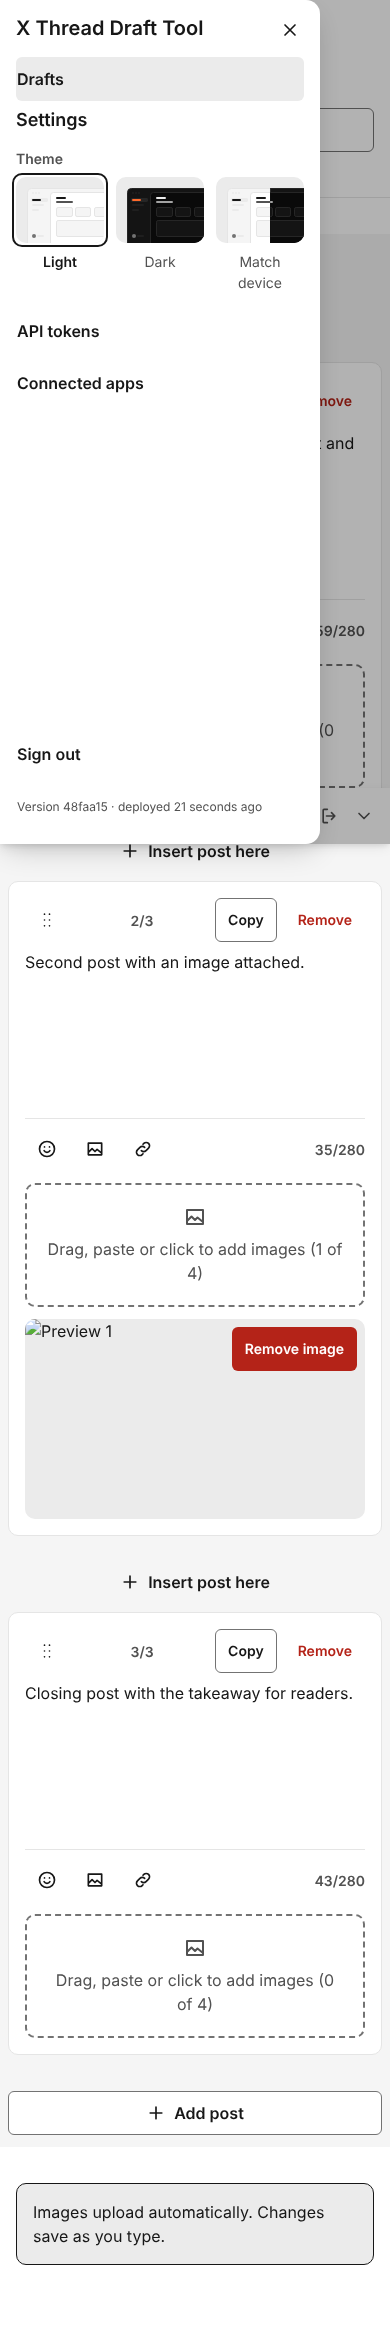 X Thread Draft Tool
Drafts
Settings
Theme
Light
Dark
Match
device
API tokens
Connected apps
and
59/280
(0
Sign out
Version 48faa15 · deployed 21 seconds ago
Insert post here
2/3
Copy
Remove
Second post with an image attached.
35/280
Drag, paste or click to add images (1 of
4)
Preview 1
Remove image
Insert post here
3/3
Copy
Remove
Closing post with the takeaway for readers.
43/280
Drag, paste or click to add images (0
of 4)
Add post
Images upload automatically. Changes
save as you type.